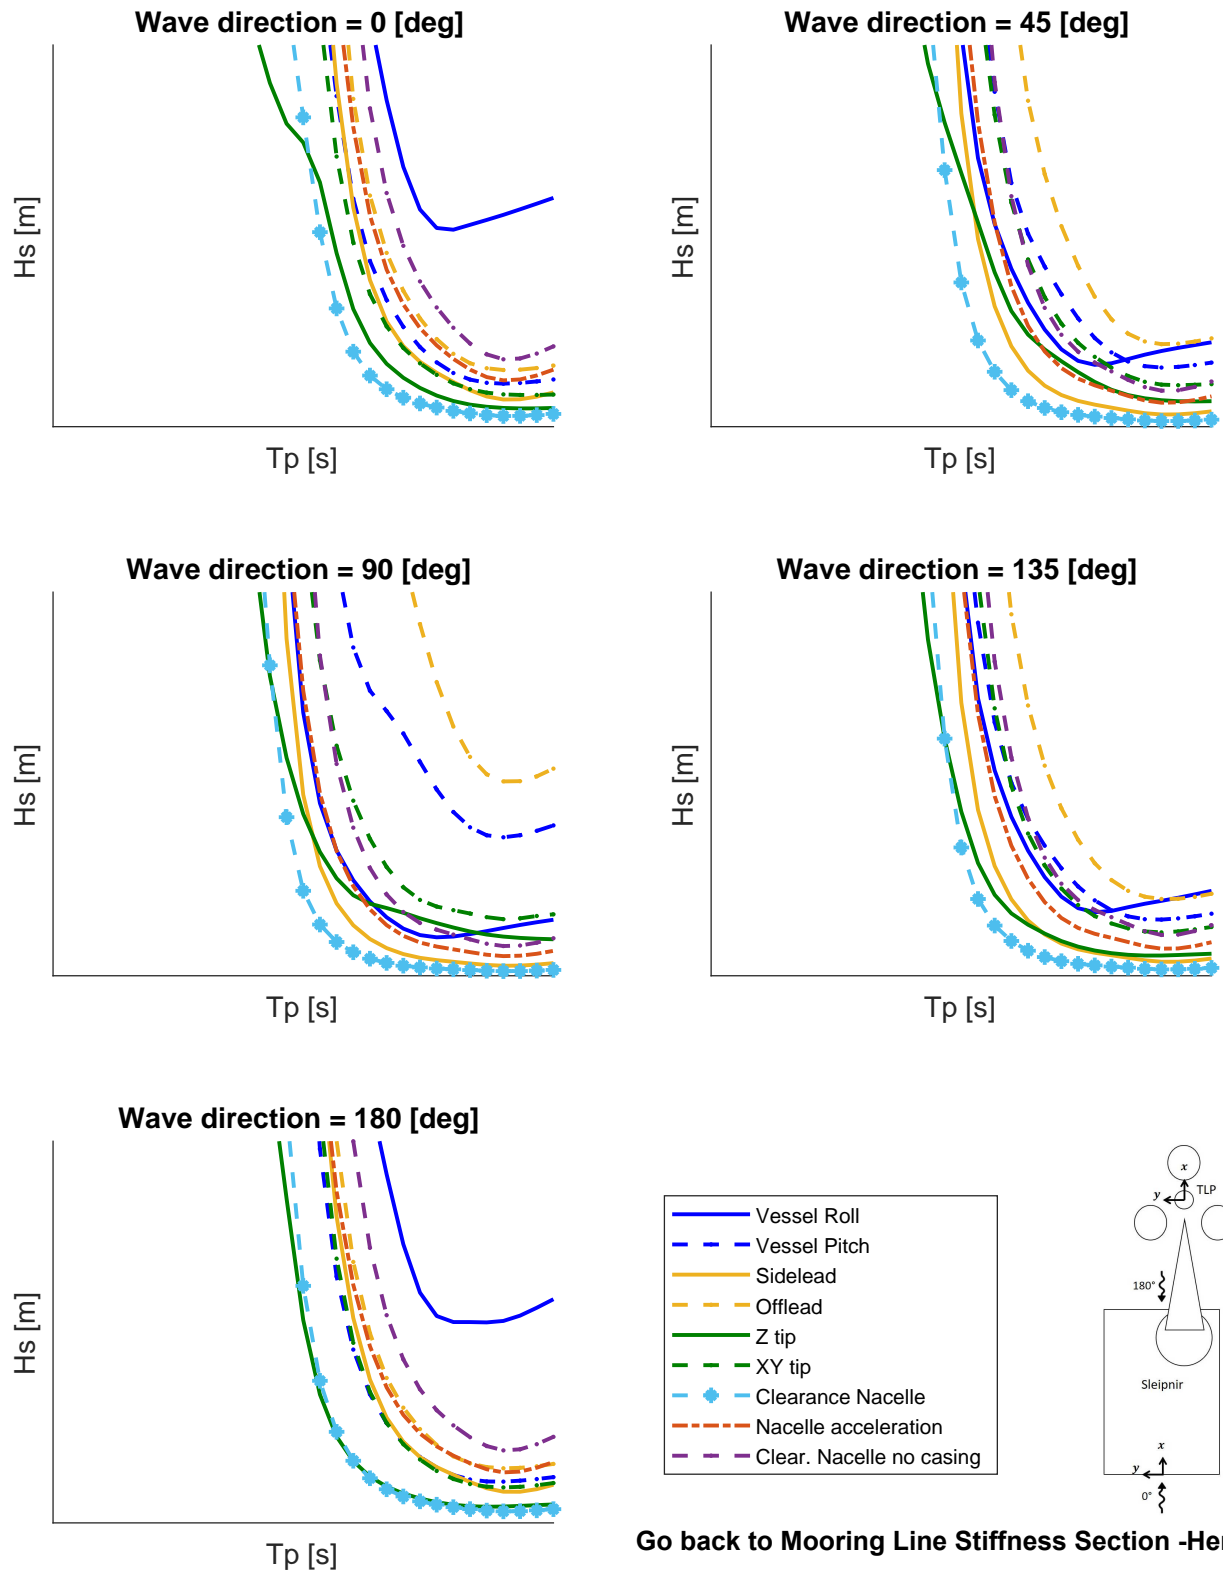 Wave direction = 0 [deg]
Hs [m]
Tp [s]
Wave direction = 45 [deg]
Hs [m]
Tp [s]
Wave direction = 90 [deg]
Hs [m]
Tp [s]
Wave direction = 135 [deg]
Hs [m]
Tp [s]
Wave direction = 180 [deg]
Hs [m]
Tp [s]
Vessel Roll
Vessel Pitch
Sidelead
Offlead
Z tip
XY tip
Clearance Nacelle
Nacelle acceleration
Clear. Nacelle no casing
x
TLP
y
180°
Sleipnir
x
y
0°
Go back to Mooring Line Stiffness Section -